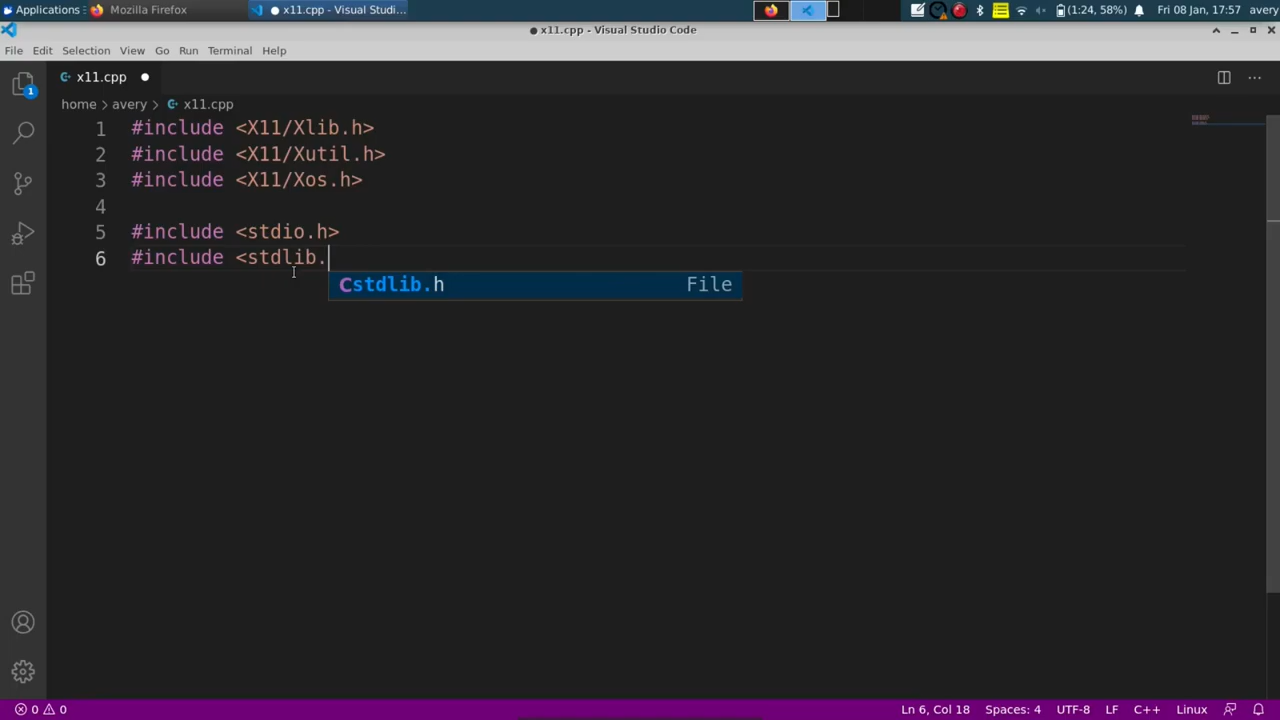 Applications
Mozilla Firefox
● x11.cpp - Visual Studi...
(1:24, 58%)
Fri 08 Jan, 17:57
avery
● x11.cpp - Visual Studio Code
File Edit Selection View Go Run Terminal Help
x11.cpp ●
home > avery > x11.cpp
1 #include <X11/Xlib.h>
2 #include <X11/Xutil.h>
3 #include <X11/Xos.h>
4
5 #include <stdio.h>
6 #include <stdlib.
stdlib.h File
1
0 0
Ln 6, Col 18 Spaces: 4 UTF-8 LF C++ Linux